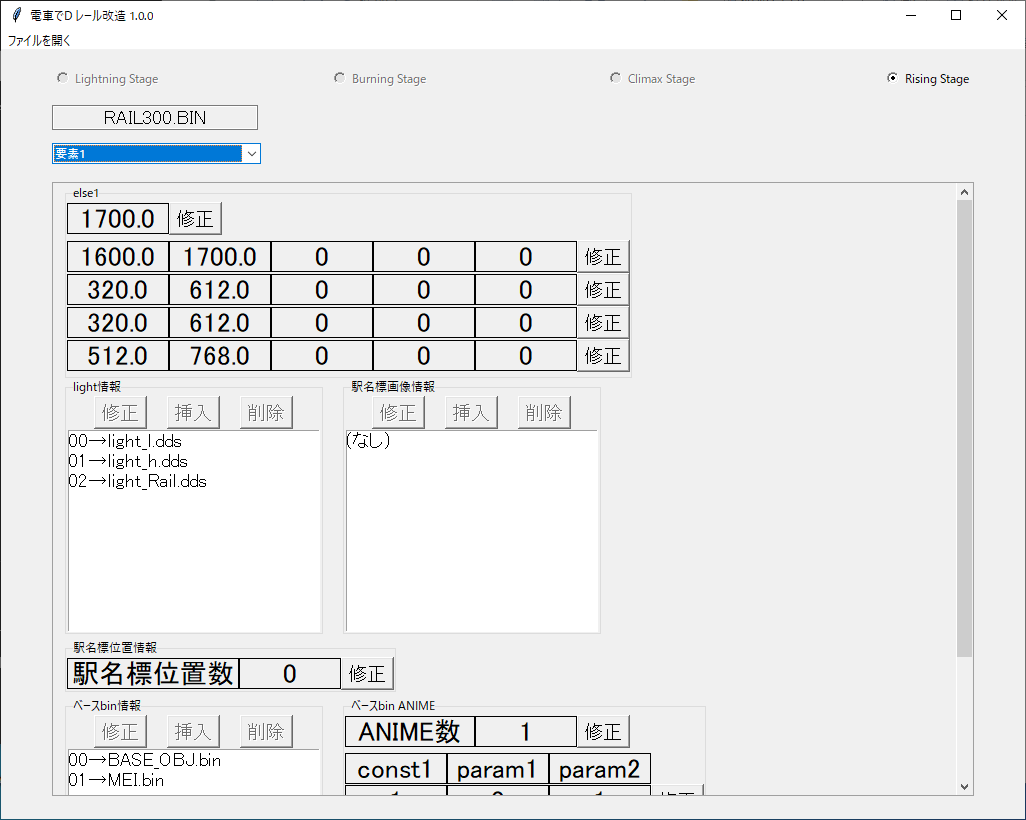 電車でDレール改造 1.0.0
ファイルを開く
Lightning Stage Burning Stage Climax Stage Rising Stage
RAIL300.BIN
要素1
else1
1700.0 修正
1600.0 1700.0 0 0 0 修正
320.0 612.0 0 0 0 修正
320.0 612.0 0 0 0 修正
512.0 768.0 0 0 0 修正
light情報 駅名標画像情報
修正 挿入 削除 修正 挿入 削除
00→light_l.dds (なし)
01→light_h.dds
02→light_Rail.dds
駅名標位置情報
駅名標位置数 0 修正
ベースbin情報 ベースbin ANIME
修正 挿入 削除 ANIME数 1 修正
00→BASE_OBJ.bin const1 param1 param2
01→MEI.bin